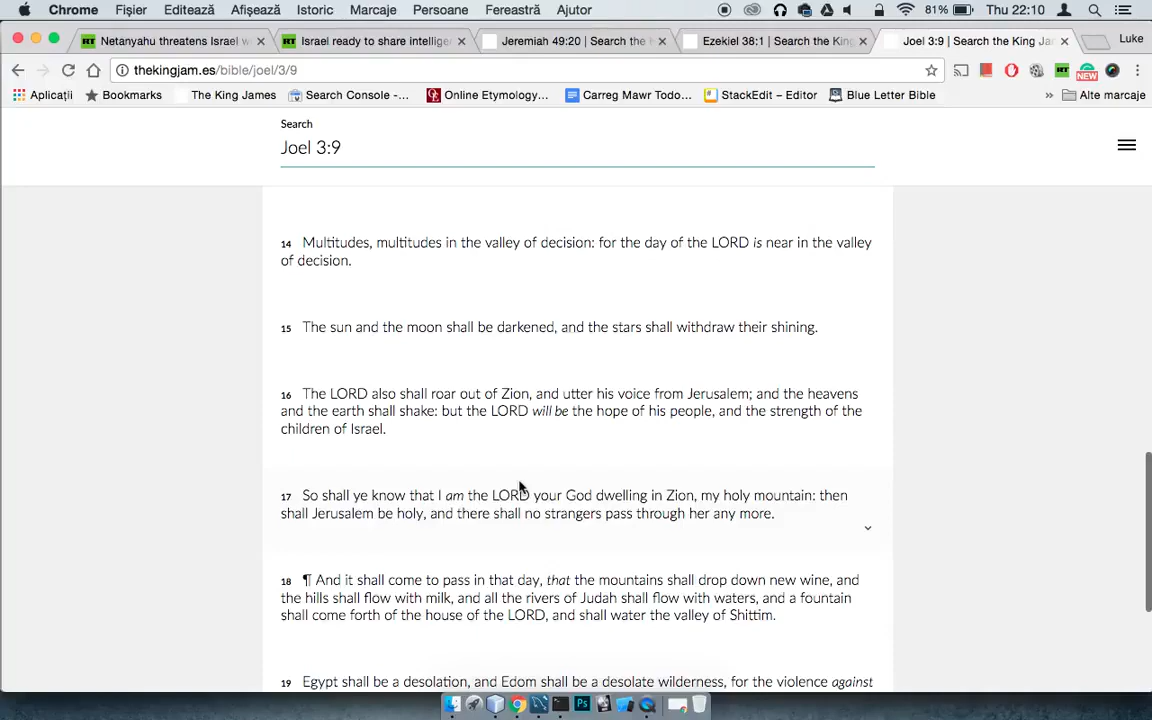 Chrome Fișier Editează Afișează Istoric Marcaje Persoane Fereastră Ajutor 81% Thu 22:10
RT Netanyahu threatens Israel w RT Israel ready to share intellige Jeremiah 49:20 | Search the K Ezekiel 38:1 | Search the King Joel 3:9 | Search the King Jam Luke
thekingjam.es/bible/joel/3/9 RT NEW
Aplicații Bookmarks The King James Search Console -... Online Etymology... Carreg Mawr Todo... StackEdit – Editor Blue Letter Bible » Alte marcaje
Search
Joel 3:9
14 Multitudes, multitudes in the valley of decision: for the day of the LORD is near in the valley
of decision.
15 The sun and the moon shall be darkened, and the stars shall withdraw their shining.
16 The LORD also shall roar out of Zion, and utter his voice from Jerusalem; and the heavens
and the earth shall shake: but the LORD will be the hope of his people, and the strength of the
children of Israel.
17 So shall ye know that I am the LORD your God dwelling in Zion, my holy mountain: then
shall Jerusalem be holy, and there shall no strangers pass through her any more.
18 ¶ And it shall come to pass in that day, that the mountains shall drop down new wine, and
the hills shall flow with milk, and all the rivers of Judah shall flow with waters, and a fountain
shall come forth of the house of the LORD, and shall water the valley of Shittim.
19 Egypt shall be a desolation, and Edom shall be a desolate wilderness, for the violence against
Ps